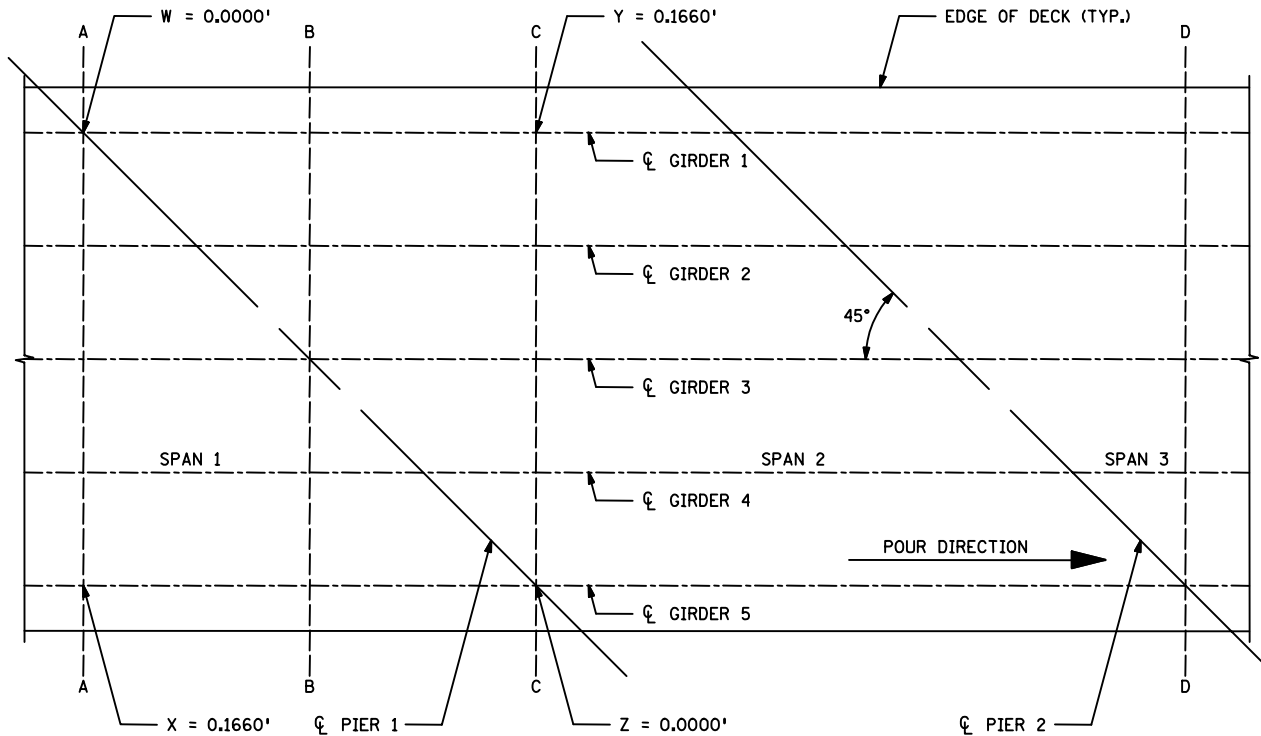 W = 0.0000'
Y = 0.1660'
EDGE OF DECK (TYP.)
A
B
C
D
℄ GIRDER 1
℄ GIRDER 2
45°
℄ GIRDER 3
SPAN 1
SPAN 2
SPAN 3
℄ GIRDER 4
POUR DIRECTION
℄ GIRDER 5
A
B
C
D
X = 0.1660'
℄ PIER 1
Z = 0.0000'
℄ PIER 2